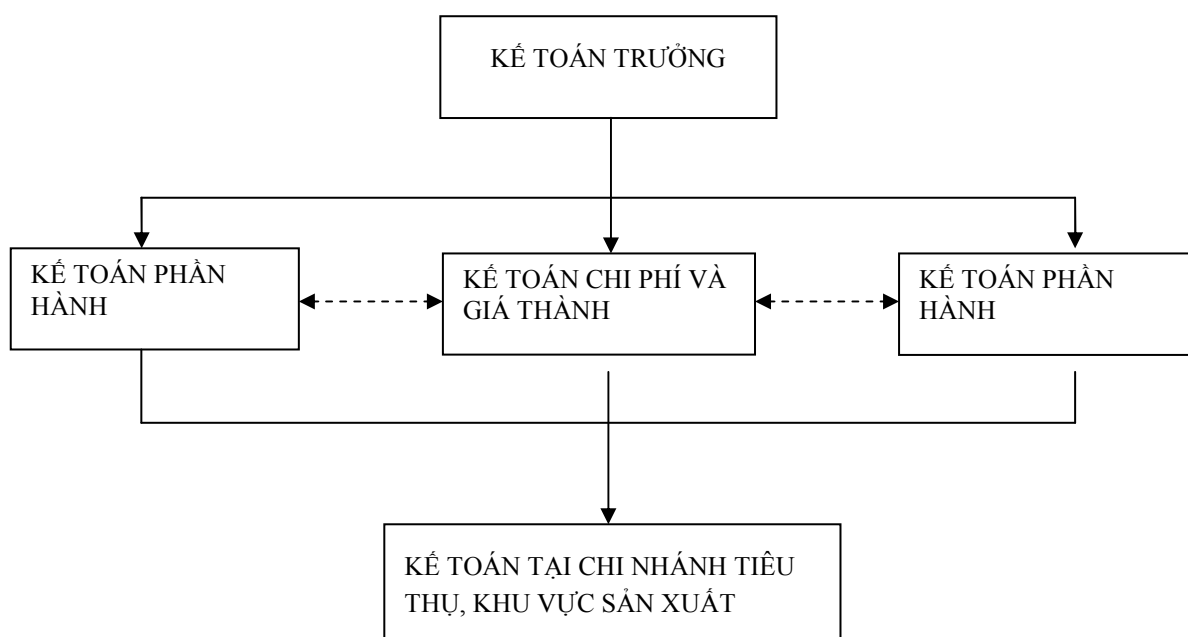 KẾ TOÁN TRƯỞNG
KẾ TOÁN PHẦN
HÀNH
KẾ TOÁN CHI PHÍ VÀ
GIÁ THÀNH
KẾ TOÁN PHẦN
HÀNH
KẾ TOÁN TẠI CHI NHÁNH TIÊU
THỤ, KHU VỰC SẢN XUẤT